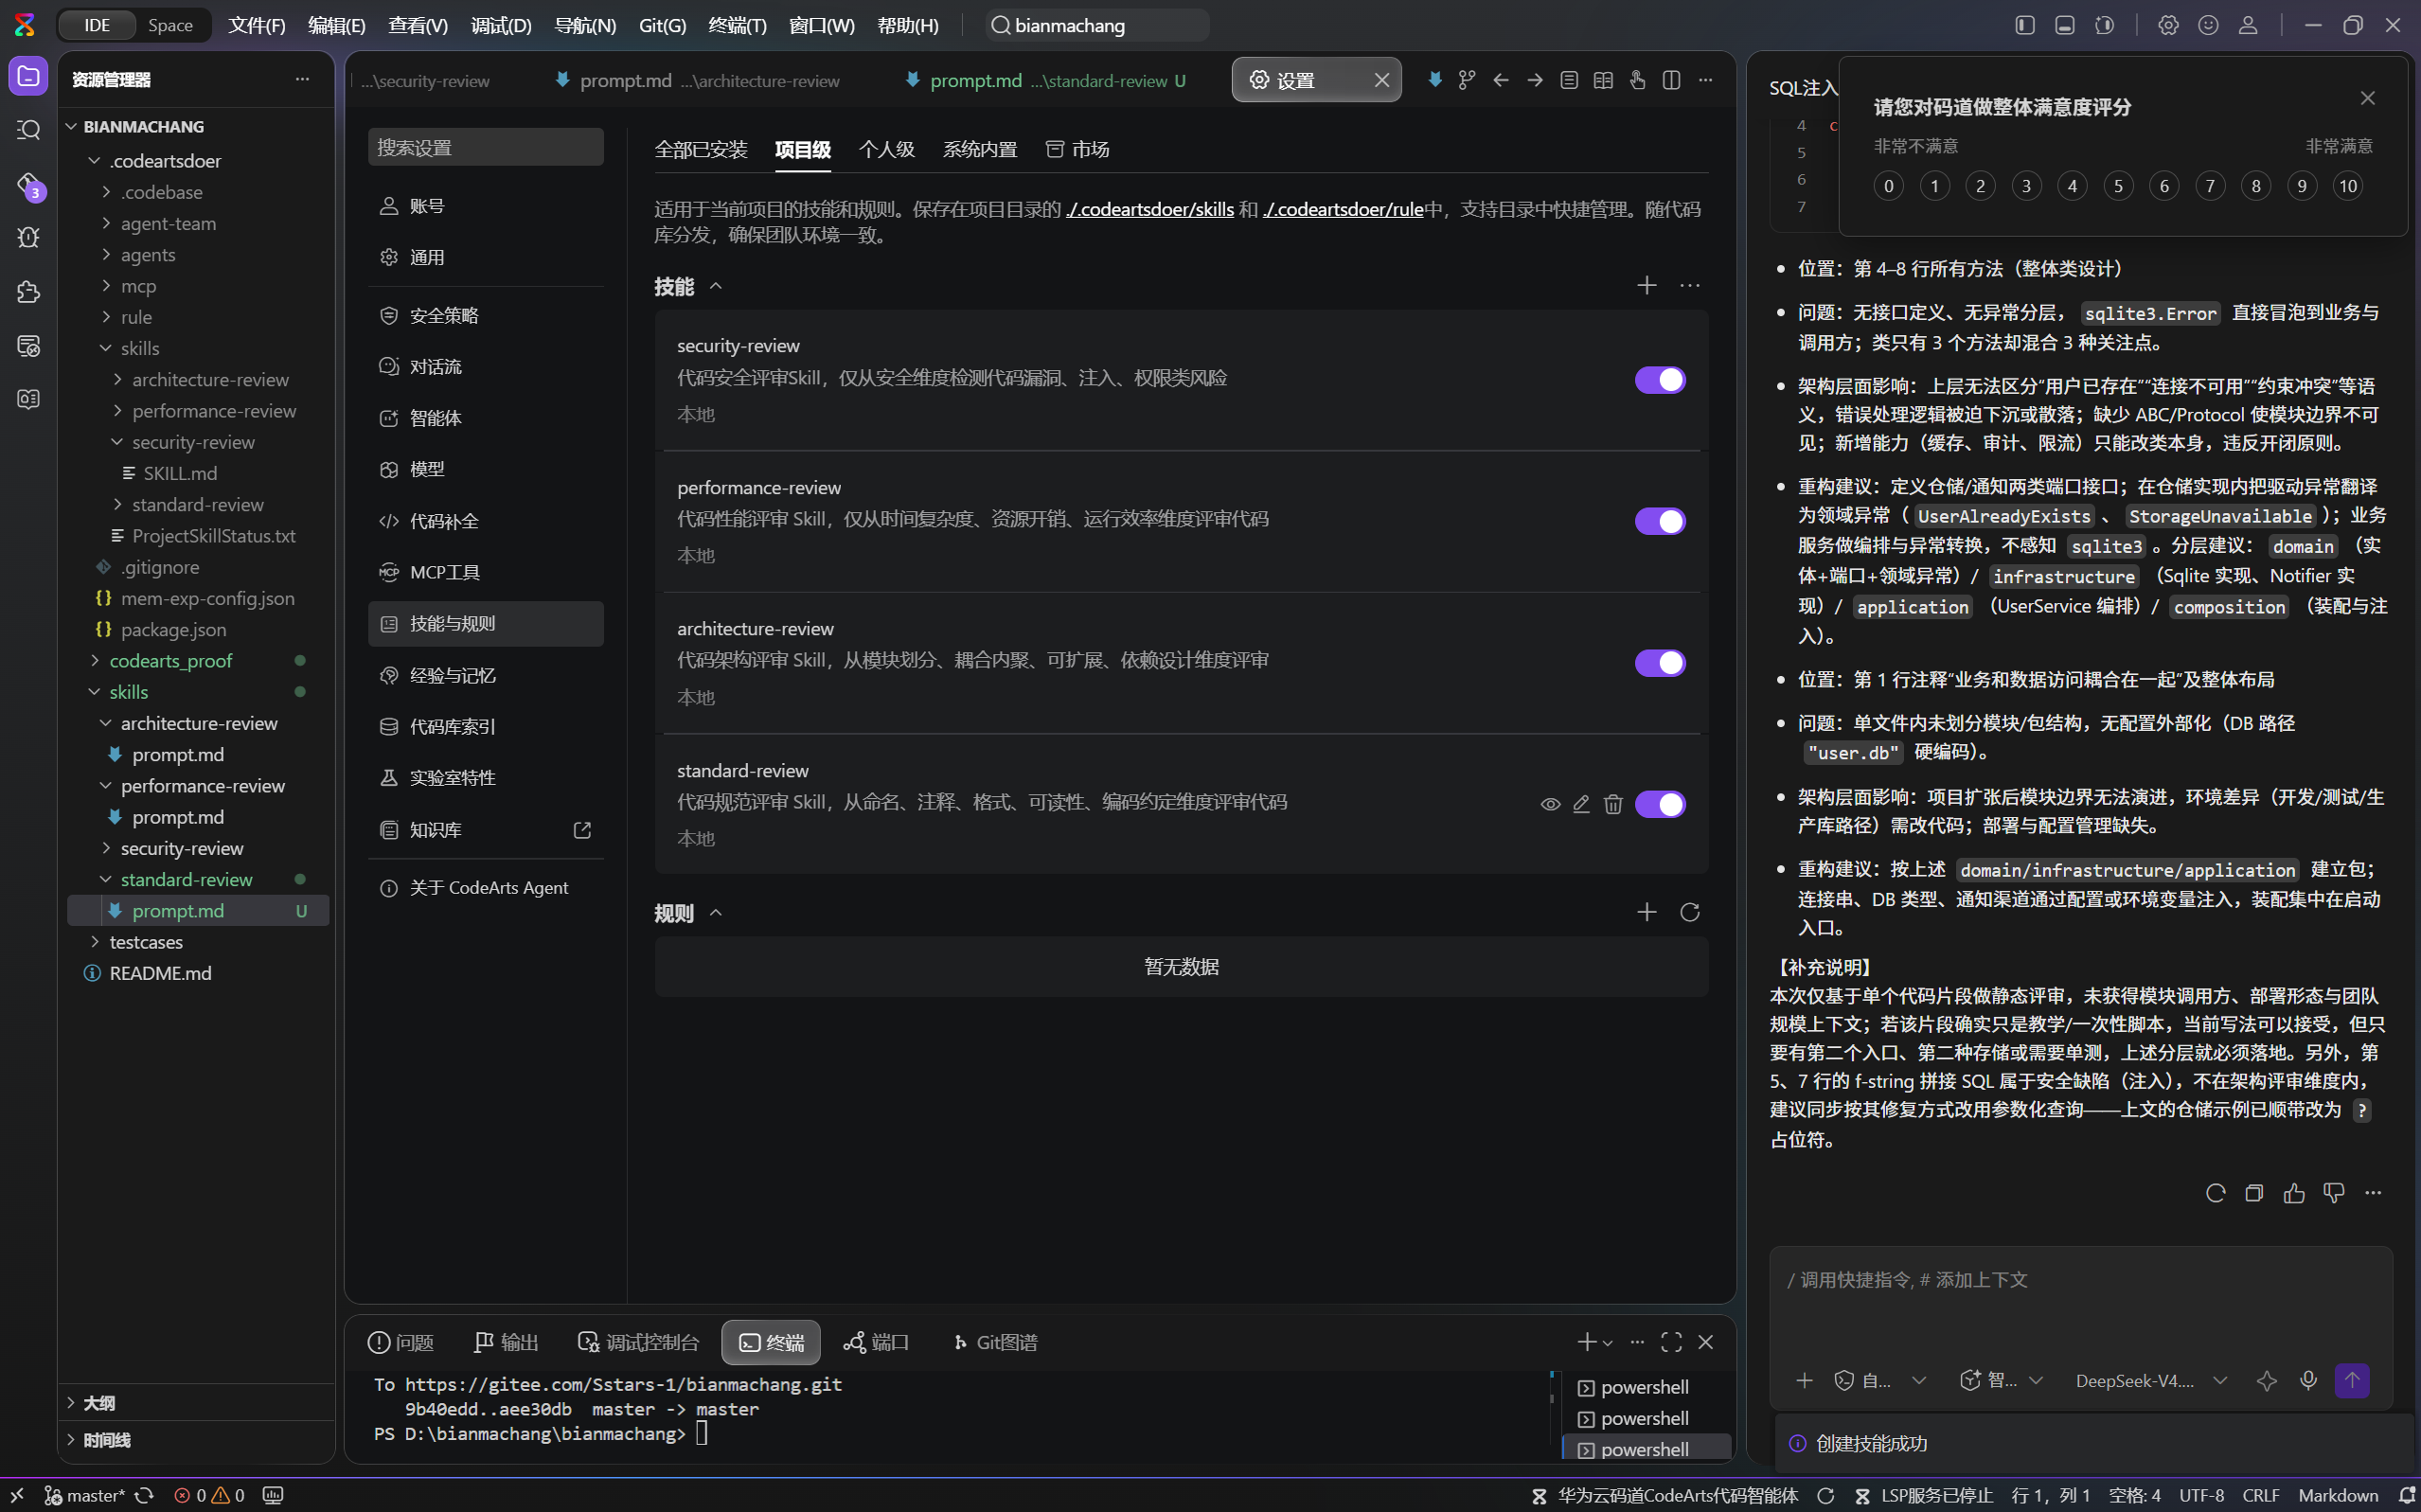 IDE
Space
文件(F)
编辑(E)
查看(V)
调试(D)
导航(N)
Git(G)
终端(T)
窗口(W)
帮助(H)
bianmachang
资源管理器
BIANMACHANG
.codeartsdoer
.codebase
agent-team
agents
mcp
rule
skills
architecture-review
performance-review
security-review
SKILL.md
standard-review
ProjectSkillStatus.txt
.gitignore
mem-exp-config.json
package.json
codearts_proof
skills
architecture-review
prompt.md
performance-review
prompt.md
security-review
standard-review
prompt.md U
testcases
README.md
大纲
时间线
3
...\security-review
prompt.md ...\architecture-review
prompt.md ...\standard-review U
设置
搜索设置
账号
通用
安全策略
对话流
智能体
模型
代码补全
MCP工具
技能与规则
经验与记忆
代码库索引
实验室特性
知识库
关于 CodeArts Agent
全部已安装
项目级
个人级
系统内置
市场
适用于当前项目的技能和规则。保存在项目目录的 ./.codeartsdoer/skills 和 ./.codeartsdoer/rule中，支持目录中快捷管理。随代码
库分发，确保团队环境一致。
技能
security-review
代码安全评审Skill，仅从安全维度检测代码漏洞、注入、权限类风险
本地
performance-review
代码性能评审 Skill，仅从时间复杂度、资源开销、运行效率维度评审代码
本地
architecture-review
代码架构评审 Skill，从模块划分、耦合内聚、可扩展、依赖设计维度评审
本地
standard-review
代码规范评审 Skill，从命名、注释、格式、可读性、编码约定维度评审代码
本地
规则
暂无数据
问题
输出
调试控制台
终端
端口
Git图谱
To https://gitee.com/Sstars-1/bianmachang.git
9b40edd..aee30db master -> master
PS D:\bianmachang\bianmachang>
powershell
powershell
powershell
SQL注入
请您对码道做整体满意度评分
非常不满意
非常满意
0 1 2 3 4 5 6 7 8 9 10
4 c
5
6
7
位置：第 4–8 行所有方法（整体类设计）
问题：无接口定义、无异常分层， sqlite3.Error 直接冒泡到业务与
调用方；类只有 3 个方法却混合 3 种关注点。
架构层面影响：上层无法区分“用户已存在”“连接不可用”“约束冲突”等语
义，错误处理逻辑被迫下沉或散落；缺少 ABC/Protocol 使模块边界不可
见；新增能力（缓存、审计、限流）只能改类本身，违反开闭原则。
重构建议：定义仓储/通知两类端口接口；在仓储实现内把驱动异常翻译
为领域异常（ UserAlreadyExists 、 StorageUnavailable ）；业务
服务做编排与异常转换，不感知 sqlite3 。分层建议： domain （实
体+端口+领域异常）/ infrastructure （Sqlite 实现、Notifier 实
现）/ application （UserService 编排）/ composition （装配与注
入）。
位置：第 1 行注释“业务和数据访问耦合在一起”及整体布局
问题：单文件内未划分模块/包结构，无配置外部化（DB 路径
"user.db" 硬编码）。
架构层面影响：项目扩张后模块边界无法演进，环境差异（开发/测试/生
产库路径）需改代码；部署与配置管理缺失。
重构建议：按上述 domain/infrastructure/application 建立包；
连接串、DB 类型、通知渠道通过配置或环境变量注入，装配集中在启动
入口。
【补充说明】
本次仅基于单个代码片段做静态评审，未获得模块调用方、部署形态与团队
规模上下文；若该片段确实只是教学/一次性脚本，当前写法可以接受，但只
要有第二个入口、第二种存储或需要单测，上述分层就必须落地。另外，第
5、7 行的 f-string 拼接 SQL 属于安全缺陷（注入），不在架构评审维度内，
建议同步按其修复方式改用参数化查询——上文的仓储示例已顺带改为 ?
占位符。
/ 调用快捷指令, # 添加上下文
自...
智...
DeepSeek-V4....
创建技能成功
master*
0
0
华为云码道CodeArts代码智能体
LSP服务已停止
行 1，列 1
空格: 4
UTF-8
CRLF
Markdown